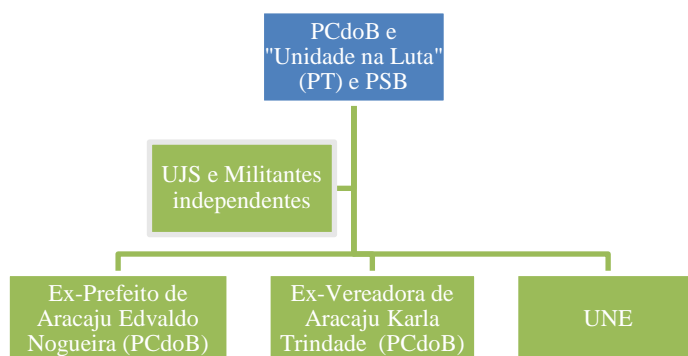 PCdoB e
"Unidade na Luta"
(PT) e PSB
UJS e Militantes
independentes
Ex-Prefeito de
Aracaju Edvaldo
Nogueira (PCdoB)
Ex-Vereadora de
Aracaju Karla
Trindade (PCdoB)
UNE